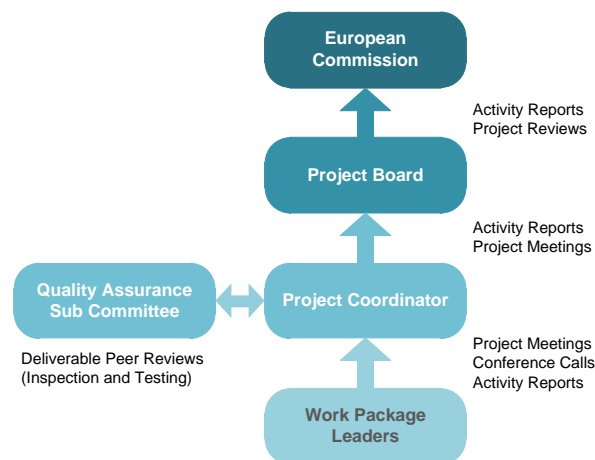 European
Commission
Activity Reports
Project Reviews
Project Board
Activity Reports
Project Meetings
Quality Assurance
Sub Committee
Project Coordinator
Deliverable Peer Reviews
(Inspection and Testing)
Project Meetings
Conference Calls
Activity Reports
Work Package
Leaders